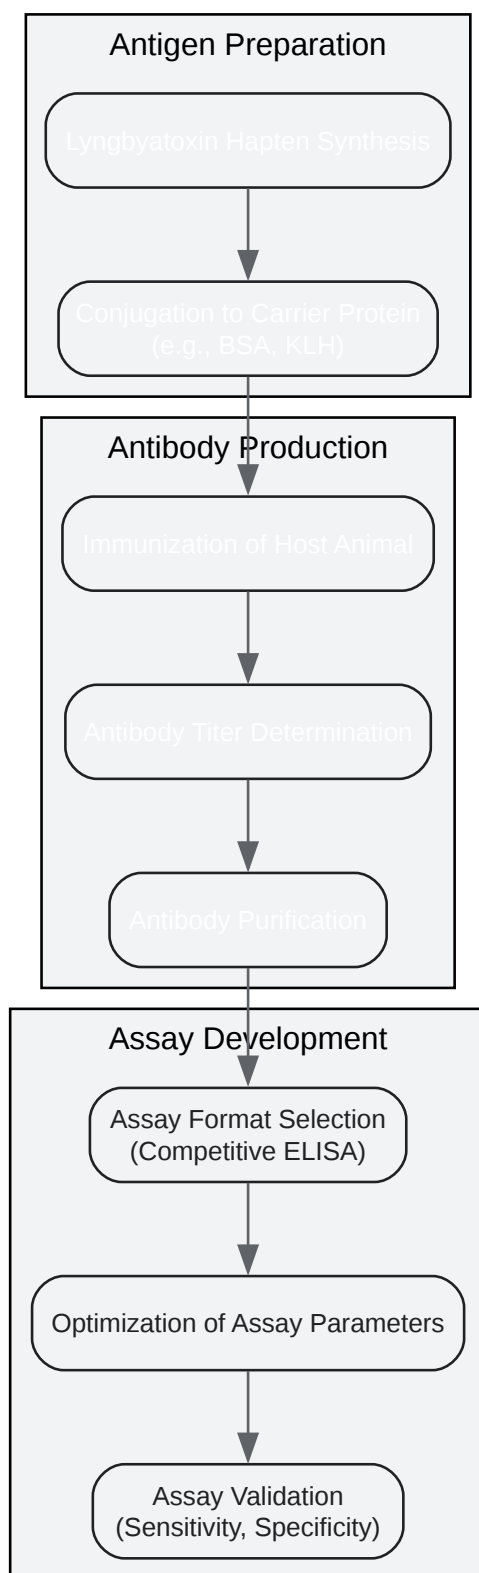 Antigen Preparation
Lyngbyatoxin Hapten Synthesis
Conjugation to Carrier Protein
(e.g., BSA, KLH)
Antibody Production
Immunization of Host Animal
Antibody Titer Determination
Antibody Purification
Assay Development
Assay Format Selection
(Competitive ELISA)
Optimization of Assay Parameters
Assay Validation
(Sensitivity, Specificity)